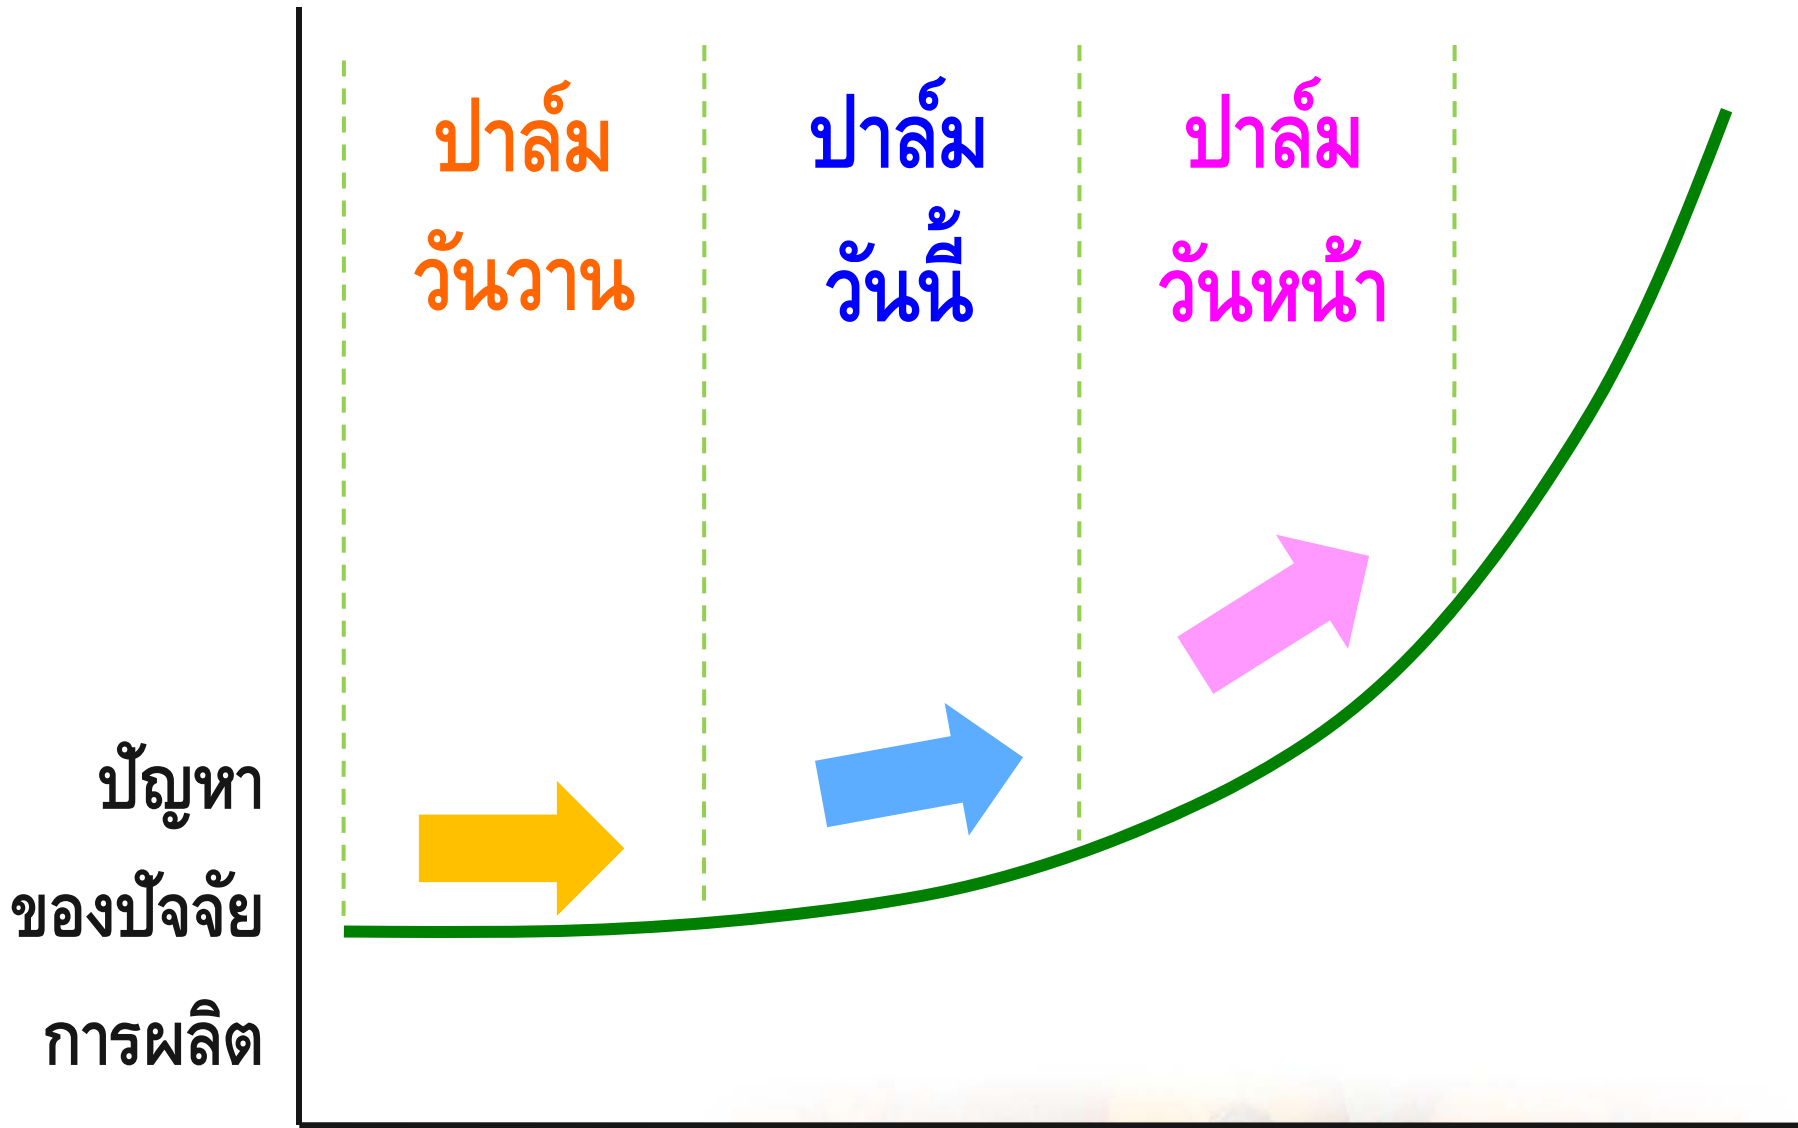 ปาล์ม
วันวาน
ปาล์ม
วันนี้
ปาล์ม
วันหน้า
ปัญหา
ของปัจจัย
การผลิต